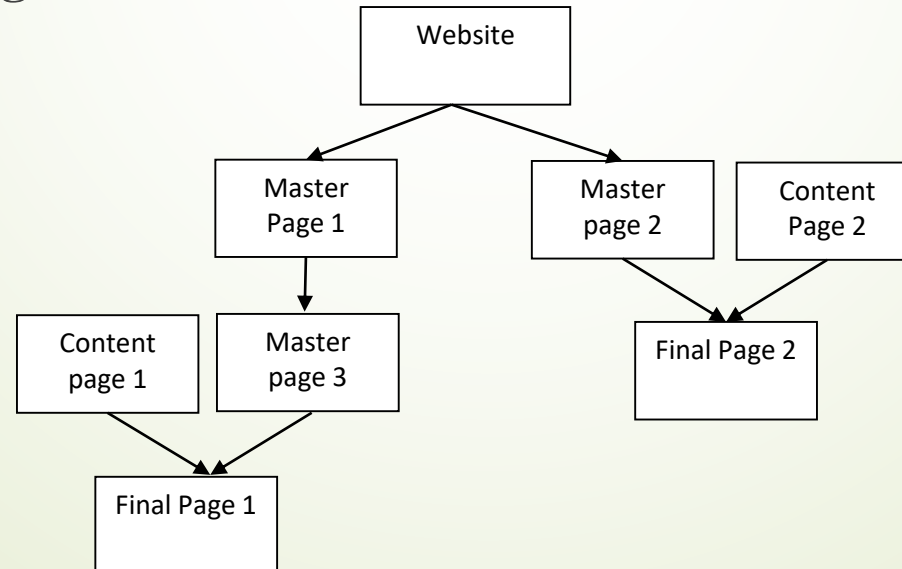 Website
Master
Page 1
Master
page 2
Content
Page 2
Content
page 1
Master
page 3
Final Page 2
Final Page 1